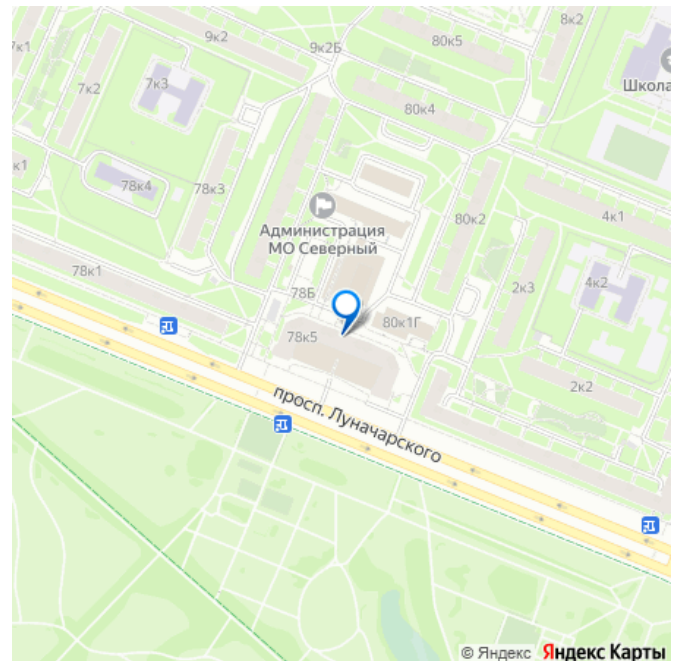 8к2
9к2
7к1
80к5
9к2Б
Школа
7к3
7к2
80к4
к1
78к4
78к3
Администрация
МО Северный
80к2
4к1
78к1
78Б
2к3
4к2
78к5
80к1Г
2к2
просп. Луначарского
© Яндекс Яндекс Карты